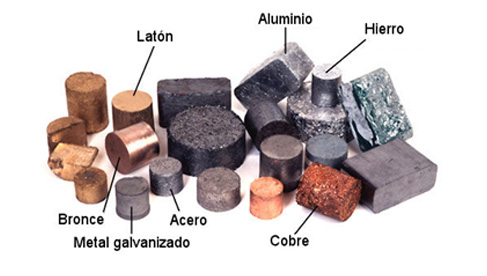 Aluminio
Hierro
Latón
Bronce
Acero
Metal galvanizado
Cobre